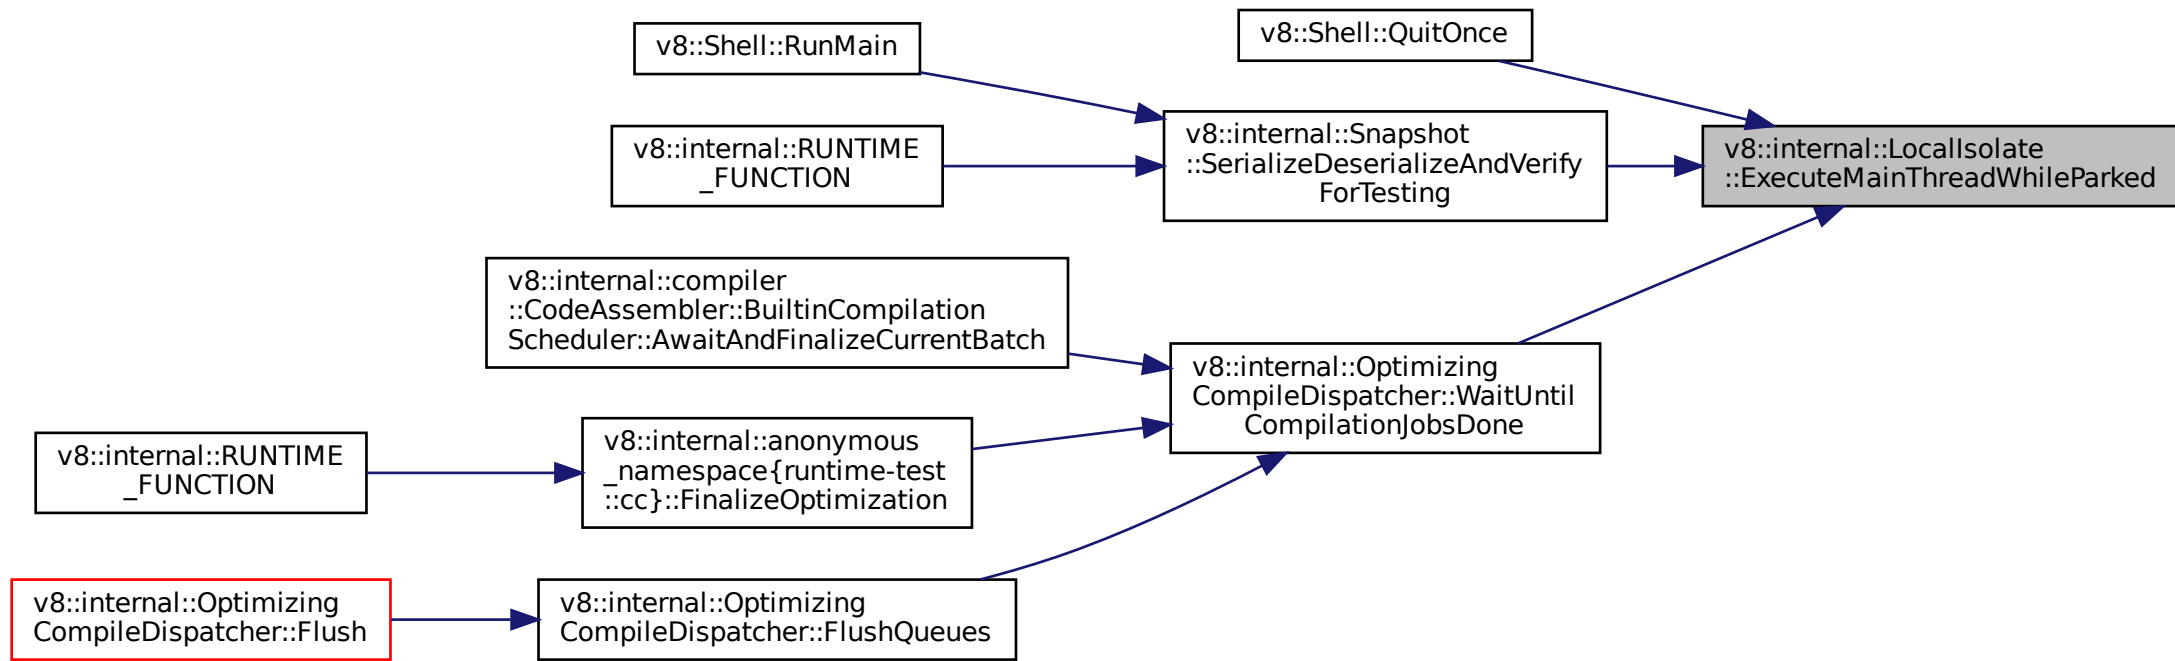 v8::Shell::QuitOnce
v8::Shell::RunMain
v8::internal::Snapshot
::SerializeDeserializeAndVerify
ForTesting
v8::internal::LocalIsolate
::ExecuteMainThreadWhileParked
v8::internal::RUNTIME
_FUNCTION
v8::internal::compiler
::CodeAssembler::BuiltinCompilation
Scheduler::AwaitAndFinalizeCurrentBatch
v8::internal::Optimizing
CompileDispatcher::WaitUntil
CompilationJobsDone
v8::internal::anonymous
_namespace{runtime-test
::cc}::FinalizeOptimization
v8::internal::RUNTIME
_FUNCTION
v8::internal::Optimizing
CompileDispatcher::Flush
v8::internal::Optimizing
CompileDispatcher::FlushQueues